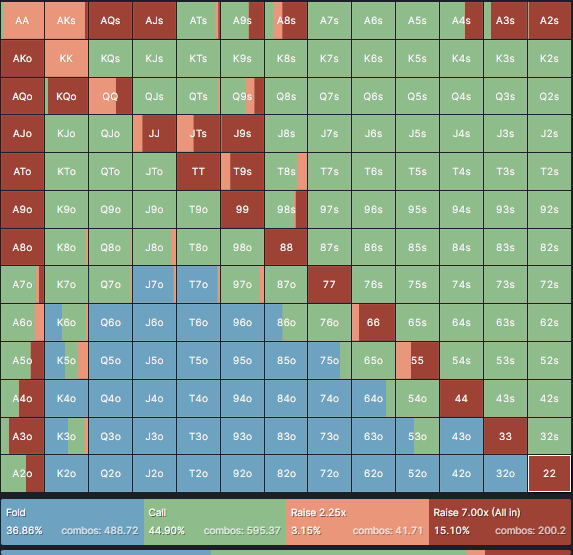 AA AKs AQs AJs ATs A9s A8s A7s A6s A5s A4s A3s A2s
AKo KK KQs KJs KTs K9s K8s K7s K6s K5s K4s K3s K2s
AQo KQo QQ QJs QTs Q9s Q8s Q7s Q6s Q5s Q4s Q3s Q2s
AJo KJo QJo JJ JTs J9s J8s J7s J6s J5s J4s J3s J2s
ATo KTo QTo JTo TT T9s T8s T7s T6s T5s T4s T3s T2s
A9o K9o Q9o J9o T9o 99 98s 97s 96s 95s 94s 93s 92s
A8o K8o Q8o J8o T8o 98o 88 87s 86s 85s 84s 83s 82s
A7o K7o Q7o J7o T7o 97o 87o 77 76s 75s 74s 73s 72s
A6o K6o Q6o J6o T6o 96o 86o 76o 66 65s 64s 63s 62s
A5o K5o Q5o J5o T5o 95o 85o 75o 65o 55 54s 53s 52s
A4o K4o Q4o J4o T4o 94o 84o 74o 64o 54o 44 43s 42s
A3o K3o Q3o J3o T3o 93o 83o 73o 63o 53o 43o 33 32s
A2o K2o Q2o J2o T2o 92o 82o 72o 62o 52o 42o 32o 22
Fold Call Raise 2.25x Raise 7.00x (All in)
36.86% combos: 488.72 44.90% combos: 595.37 3.15% combos: 41.71 15.10% combos: 200.2